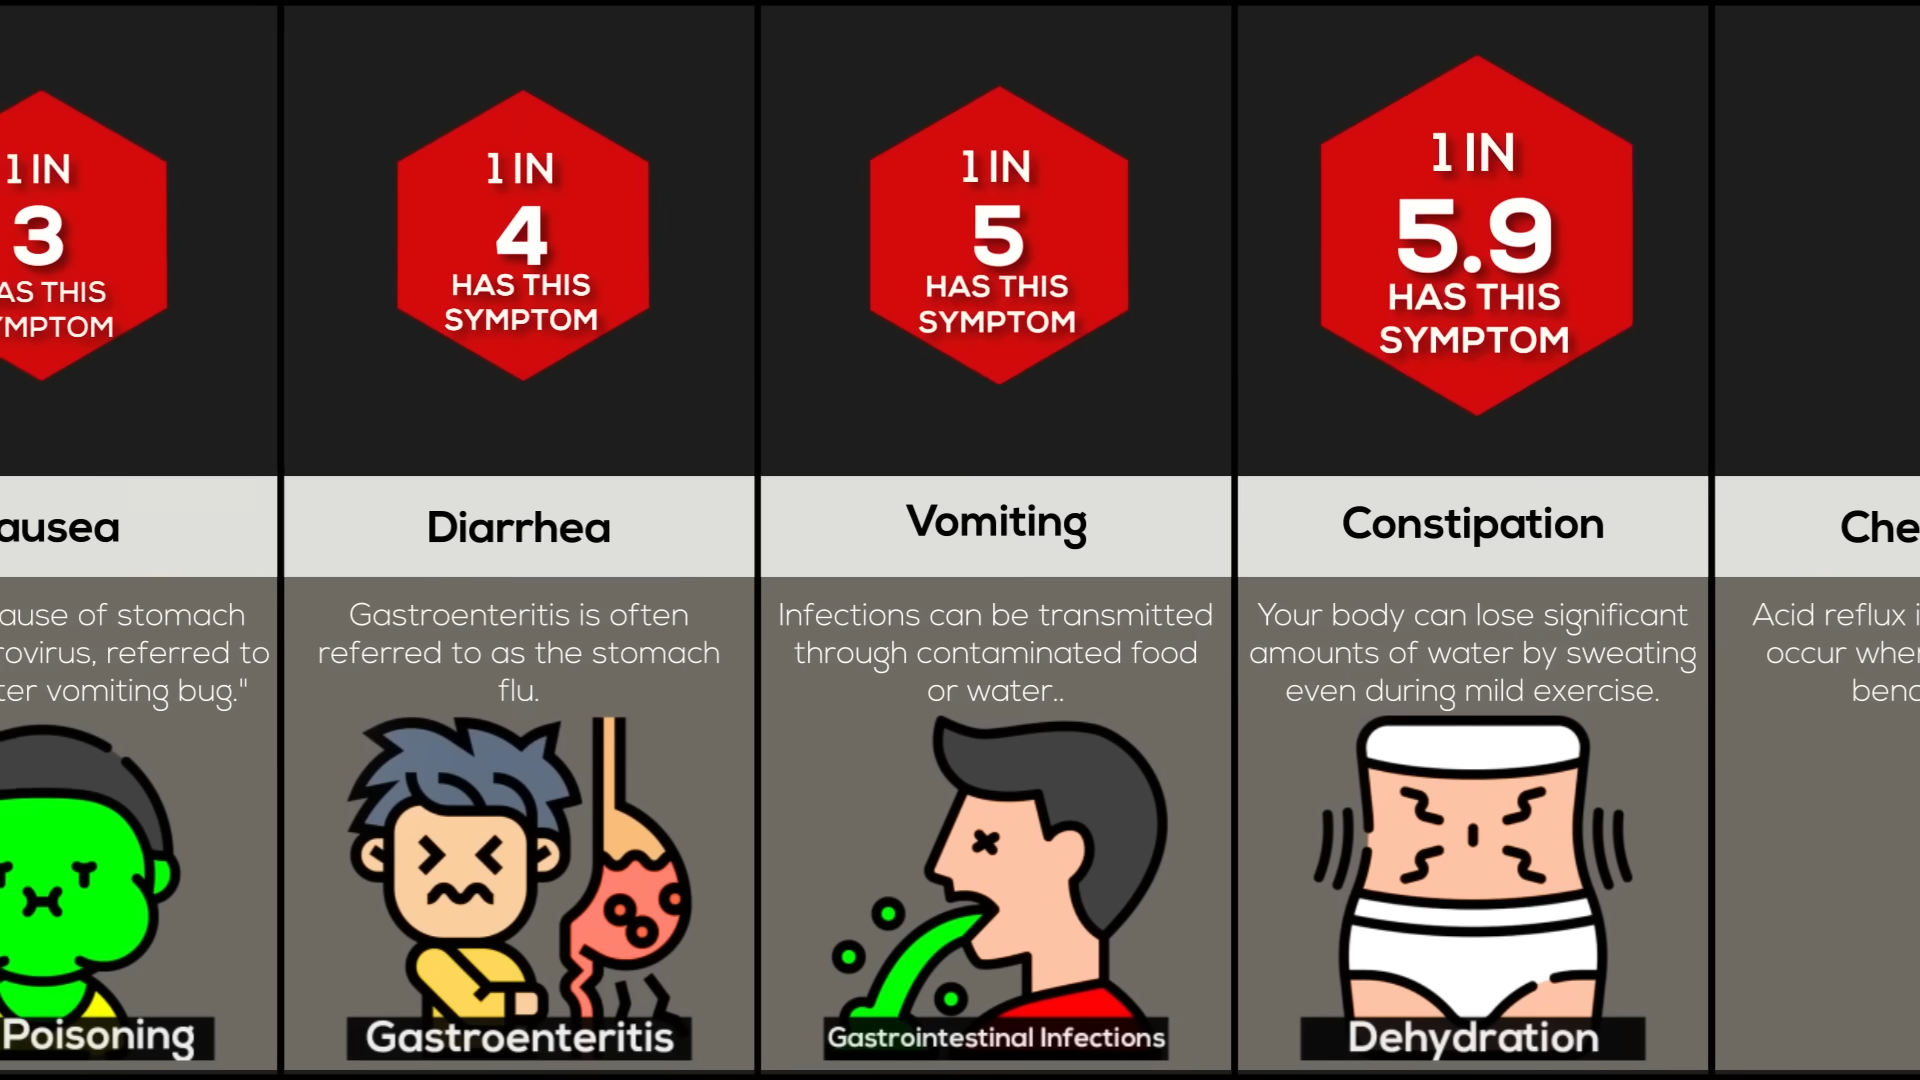 1 IN
3
AS THIS
YMPTOM
ausea
ause of stomach
rovirus, referred to
ter vomiting bug."
Poisoning
1 IN
4
HAS THIS
SYMPTOM
Diarrhea
Gastroenteritis is often
referred to as the stomach
flu.
Gastroenteritis
1 IN
5
HAS THIS
SYMPTOM
Vomiting
Infections can be transmitted
through contaminated food
or water..
Gastrointestinal Infections
1 IN
5.9
HAS THIS
SYMPTOM
Constipation
Your body can lose significant
amounts of water by sweating
even during mild exercise.
Dehydration
Che
Acid reflux i
occur when
bend